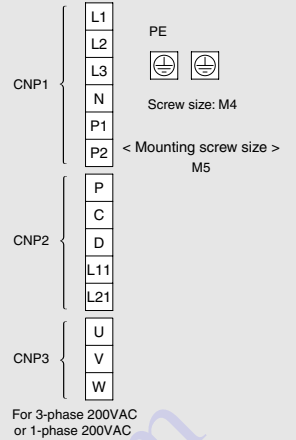 CNP1
L1
L2
L3
N
P1
P2
PE
Screw size: M4
< Mounting screw size >
M5
CNP2
P
C
D
L11
L21
CNP3
U
V
W
For 3-phase 200VAC
or 1-phase 200VAC